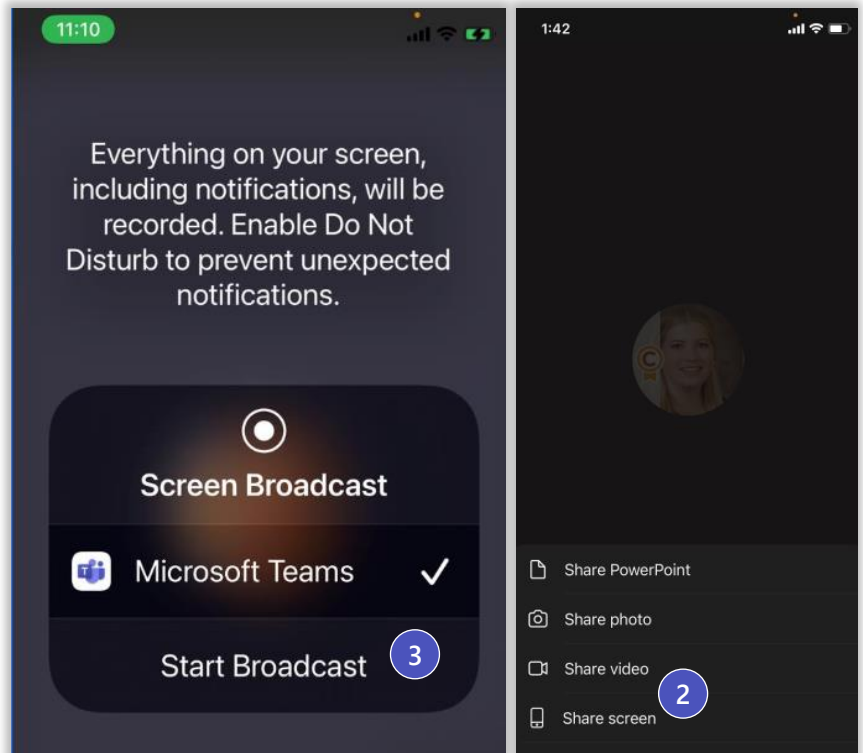 11:10
Everything on your screen,
including notifications, will be
recorded. Enable Do Not
Disturb to prevent unexpected
notifications.
Screen Broadcast
Microsoft Teams
Start Broadcast
3
1:42
C
Share PowerPoint
Share photo
Share video
2
Share screen